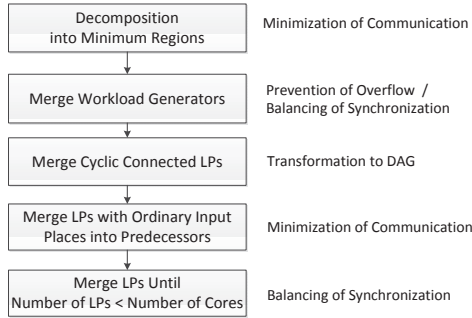 Decomposition
into Minimum Regions
Minimization of Communication
Merge Workload Generators
Prevention of Overflow /
Balancing of Synchronization
Merge Cyclic Connected LPs
Transformation to DAG
Merge LPs with Ordinary Input
Places into Predecessors
Minimization of Communication
Merge LPs Until
Number of LPs < Number of Cores
Balancing of Synchronization